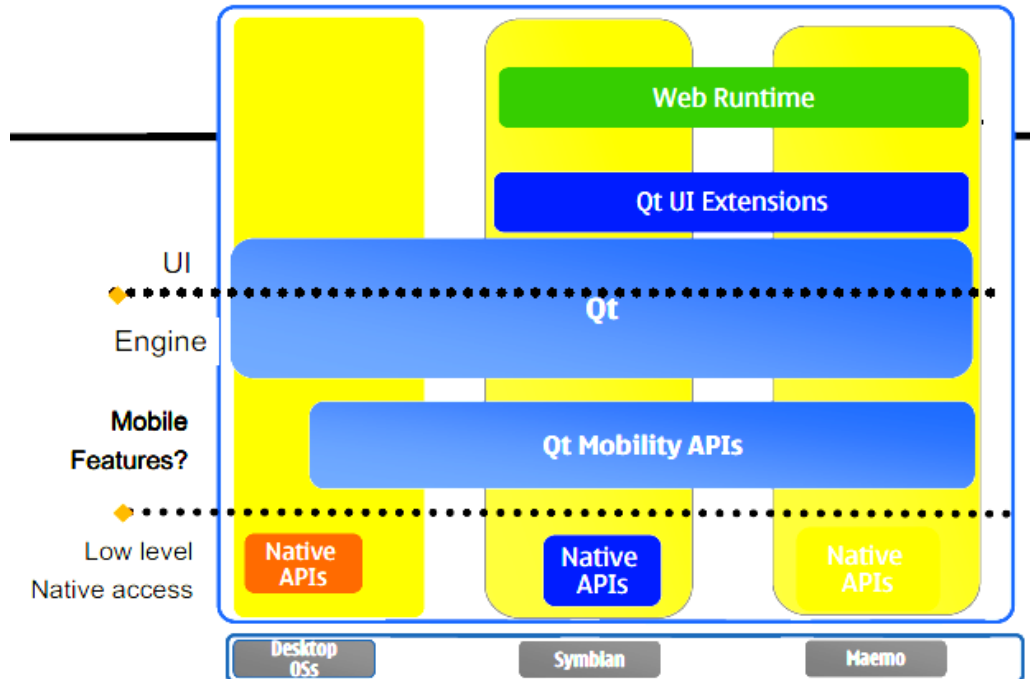 Web Runtime
Qt UI Extensions
UI
Qt
Engine
Mobile
Features?
Qt Mobility APIs
Low level
Native access
Native
APIs
Native
APIs
Native
APIs
Desktop
OSs
Symbian
Maemo